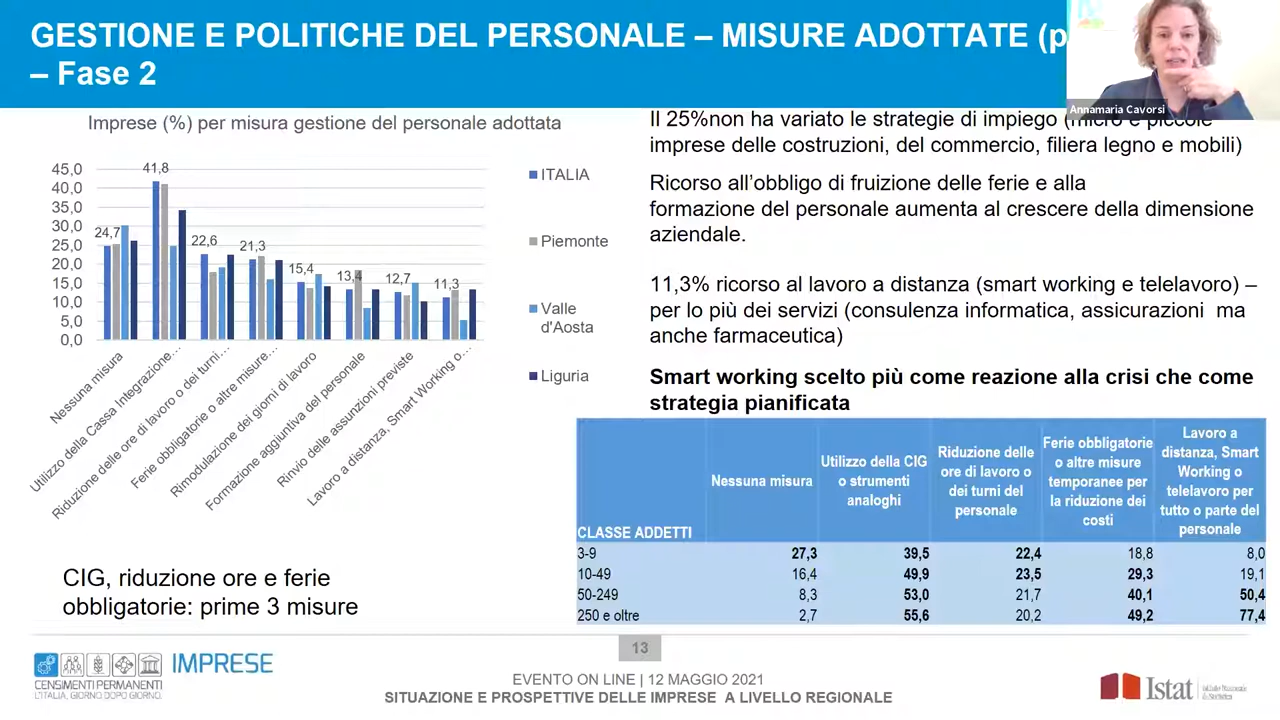 GESTIONE E POLITICHE DEL PERSONALE – MISURE ADOTTATE (p
– Fase 2
Annamaria Cavorsi
Imprese (%) per misura gestione del personale adottata
45,0
40,0
35,0
30,0
25,0
20,0
15,0
10,0
5,0
0,0
24,7
41,8
22,6
21,3
15,4
13,4
12,7
11,3
Nessuna misura
Utilizzo della Cassa Integrazione…
Riduzione delle ore di lavoro o dei turni…
Ferie obbligatorie o altre misure…
Rimodulazione dei giorni di lavoro
Formazione aggiuntiva del personale
Rinvio delle assunzioni previste
Lavoro a distanza, Smart Working o…
ITALIA
Piemonte
Valle
d'Aosta
Liguria
CIG, riduzione ore e ferie
obbligatorie: prime 3 misure
Il 25%non ha variato le strategie di impiego (micro e piccole
imprese delle costruzioni, del commercio, filiera legno e mobili)
Ricorso all'obbligo di fruizione delle ferie e alla
formazione del personale aumenta al crescere della dimensione
aziendale.
11,3% ricorso al lavoro a distanza (smart working e telelavoro) –
per lo più dei servizi (consulenza informatica, assicurazioni ma
anche farmaceutica)
Smart working scelto più come reazione alla crisi che come
strategia pianificata
CLASSE ADDETTI
Nessuna misura
Utilizzo della CIG
o strumenti
analoghi
Riduzione delle
ore di lavoro o
dei turni del
personale
Ferie obbligatorie
o altre misure
temporanee per
la riduzione dei
costi
Lavoro a
distanza, Smart
Working o
telelavoro per
tutto o parte del
personale
3-9 27,3 39,5 22,4 18,8 8,0
10-49 16,4 49,9 23,5 29,3 19,1
50-249 8,3 53,0 21,7 40,1 50,4
250 e oltre 2,7 55,6 20,2 49,2 77,4
13
IMPRESE
CENSIMENTI PERMANENTI
L'ITALIA, GIORNO DOPO GIORNO.
EVENTO ON LINE | 12 MAGGIO 2021
SITUAZIONE E PROSPETTIVE DELLE IMPRESE A LIVELLO REGIONALE
Istat